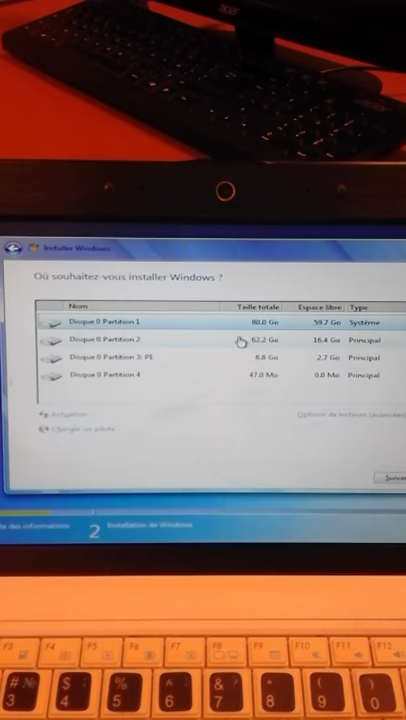 acer
Installer Windows
Où souhaitez-vous installer Windows ?
Nom Taille totale Espace libre Type
Disque 0 Partition 1 80.0 Go 59.7 Go Système
Disque 0 Partition 2 62.2 Go 16.4 Go Principal
Disque 0 Partition 3: PE 6.8 Go 2.7 Go Principal
Disque 0 Partition 4 47.0 Mo 0.0 Mo Principal
Actualiser Options de lecteurs (avancées)
Charger un pilote
Suivan
te des informations 2 Installation de Windows
F3 F4 F5 F6 F7 F8 F9 F10 F11 F12
# $ % ^ & * ( )
3 4 5 6 7 8 9 0